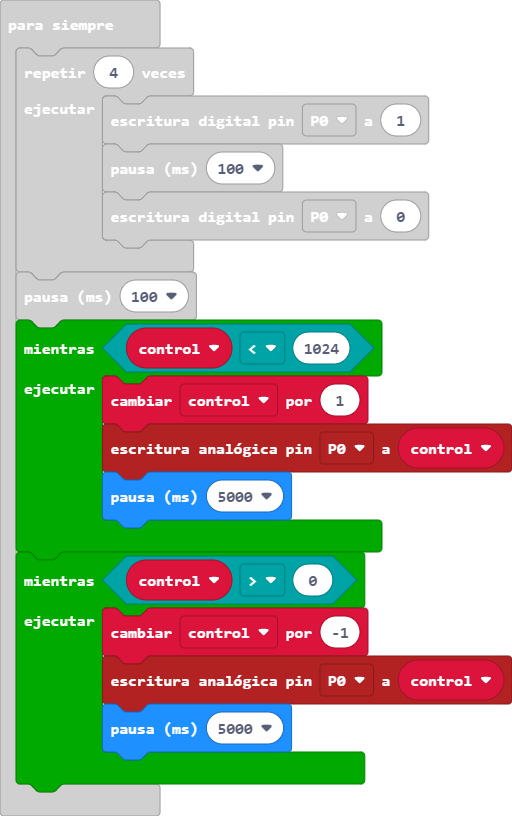 para siempre
repetir 4 veces
ejecutar
escritura digital pin P0 a 1
pausa (ms) 100
escritura digital pin P0 a 0
pausa (ms) 100
mientras control < 1024
ejecutar
cambiar control por 1
escritura analógica pin P0 a control
pausa (ms) 5000
mientras control > 0
ejecutar
cambiar control por -1
escritura analógica pin P0 a control
pausa (ms) 5000